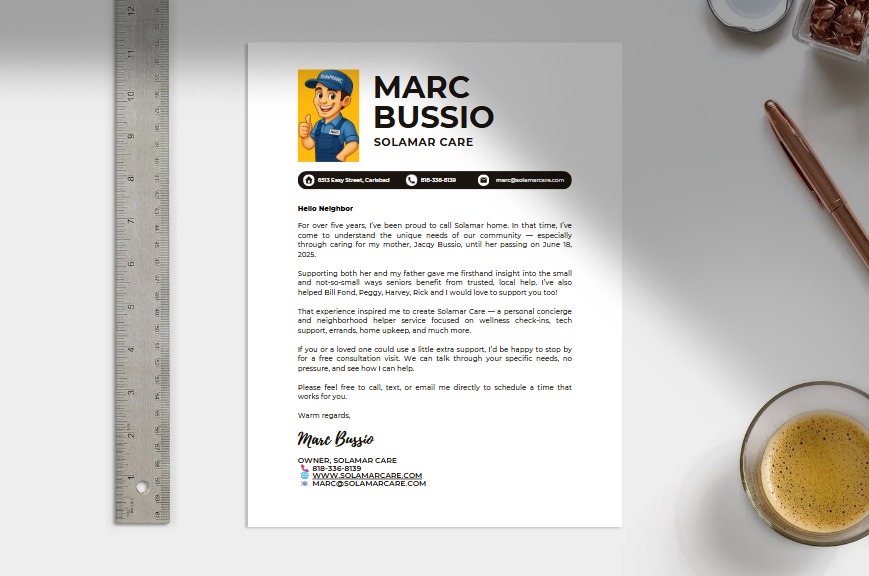 MARC
BUSSIO
SOLAMAR CARE
6513 Easy Street, Carlsbad 818-336-8139 marc@solamarcare.com
Hello Neighbor
For over five years, I've been proud to call Solamar home. In that time, I've
come to understand the unique needs of our community — especially
through caring for my mother, Jacqy Bussio, until her passing on June 18,
2025.
Supporting both her and my father gave me firsthand insight into the small
and not-so-small ways seniors benefit from trusted, local help. I've also
helped Bill Fond, Peggy, Harvey, Rick and I would love to support you too!
That experience inspired me to create Solamar Care — a personal concierge
and neighborhood helper service focused on wellness check-ins, tech
support, errands, home upkeep, and much more.
If you or a loved one could use a little extra support, I'd be happy to stop by
for a free consultation visit. We can talk through your specific needs, no
pressure, and see how I can help.
Please feel free to call, text, or email me directly to schedule a time that
works for you.
Warm regards,
Marc Bussio
OWNER, SOLAMAR CARE
818-336-8139
WWW.SOLAMARCARE.COM
MARC@SOLAMARCARE.COM
12
11
10
9
8
7
6
5
4
3
2
1